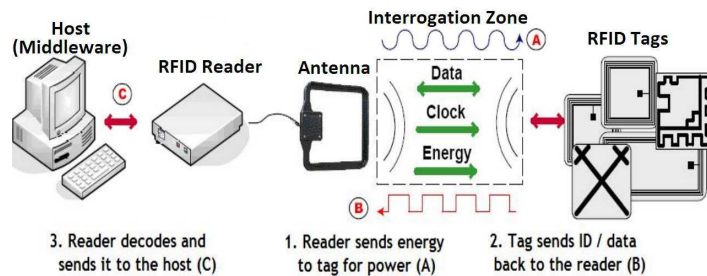 Host
(Middleware)
RFID Reader
Antenna
Interrogation Zone
RFID Tags
A
C
Data
Clock
Energy
B
3. Reader decodes and
sends it to the host (C)
1. Reader sends energy
to tag for power (A)
2. Tag sends ID / data
back to the reader (B)